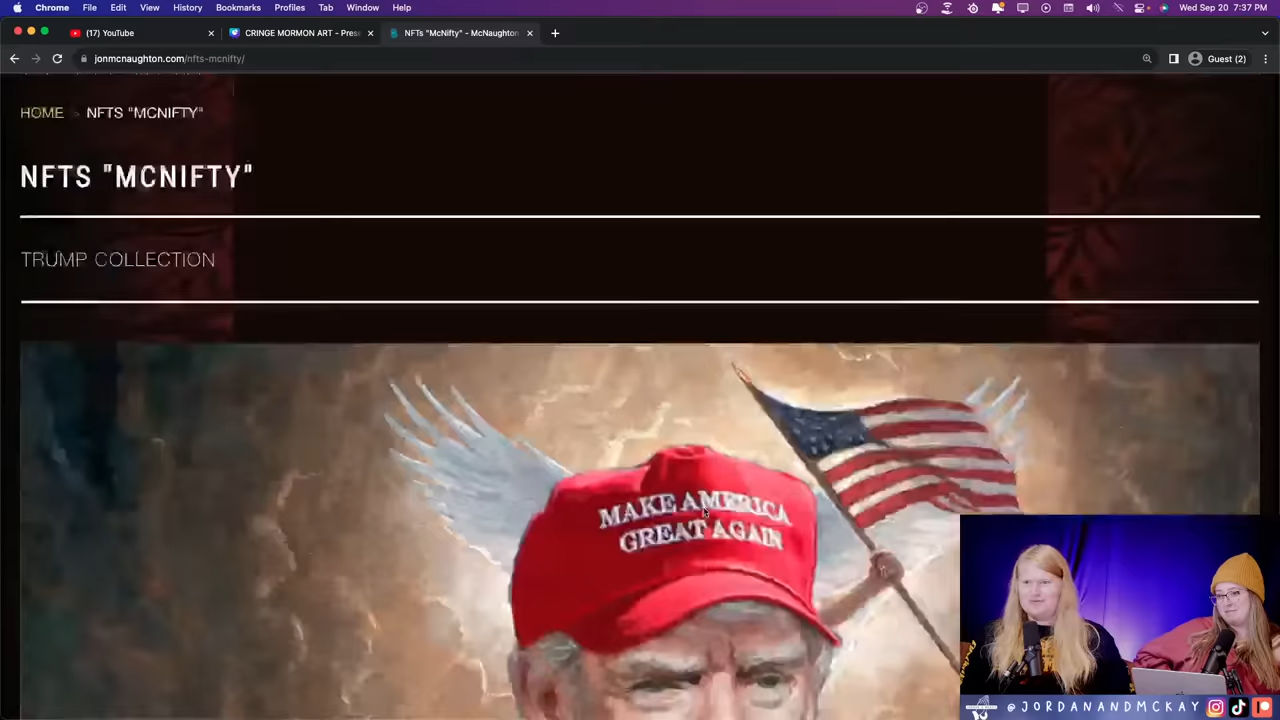 Chrome File Edit View History Bookmarks Profiles Tab Window Help Wed Sep 20 7:37 PM
(17) YouTube CRINGE MORMON ART - Prese NFTs "McNifty" - McNaughton
jonmcnaughton.com/nfts-mcnifty/ Guest (2)
HOME > NFTS "MCNIFTY"
NFTS "MCNIFTY"
TRUMP COLLECTION
MAKE AMERICA
GREAT AGAIN
@JORDANANDMCKAY